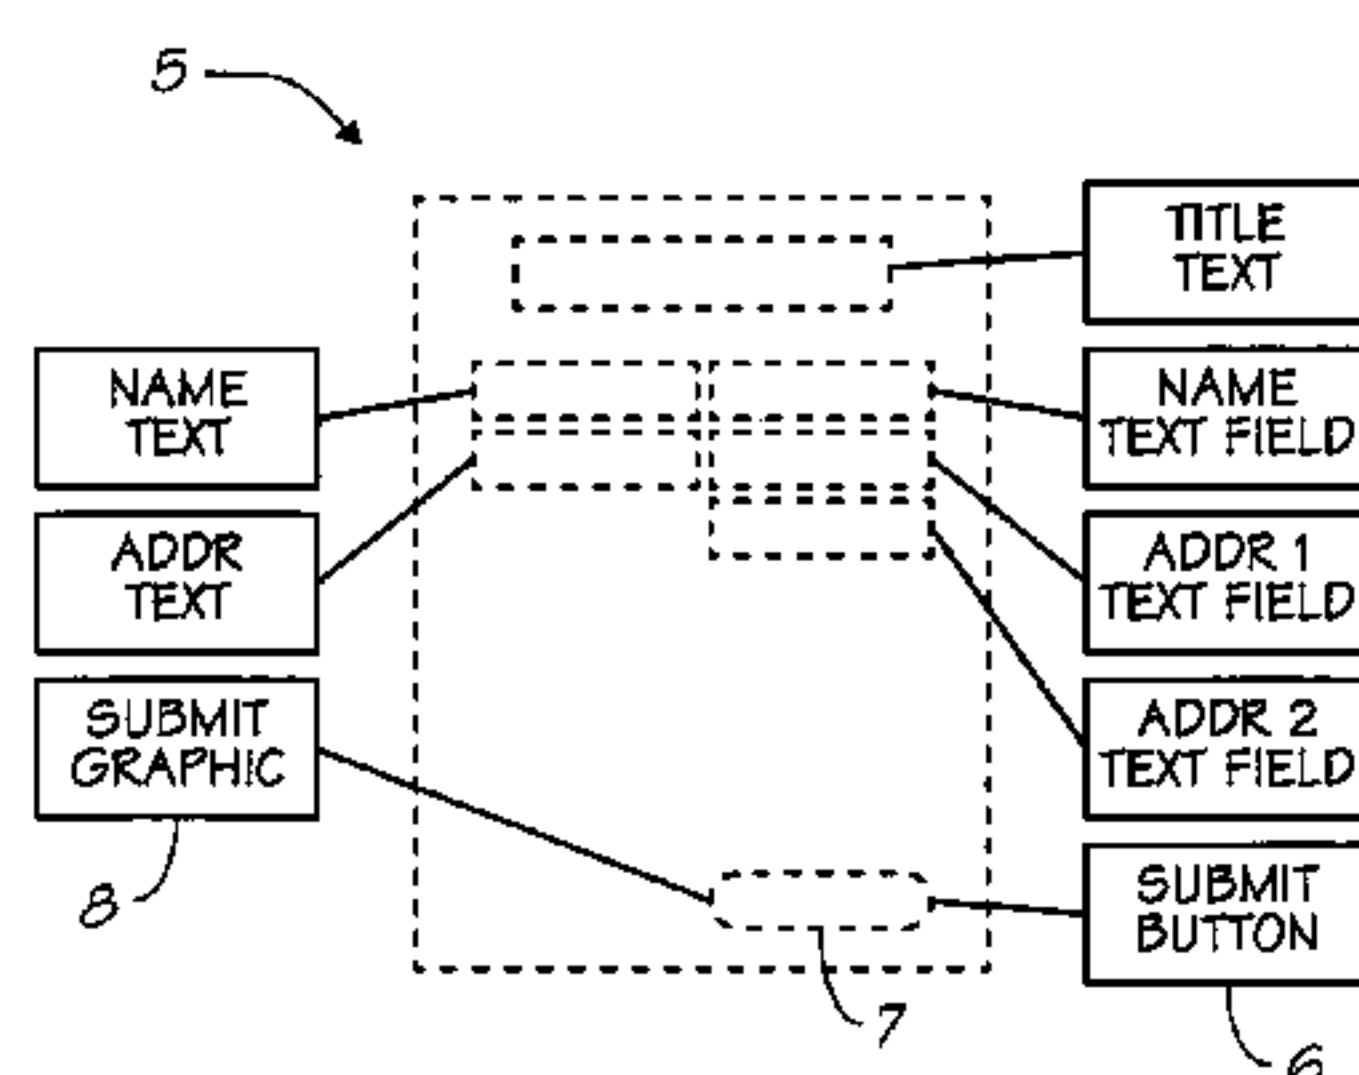 5
TITLE
TEXT
NAME
TEXT
NAME
TEXT FIELD
ADDR
TEXT
ADDR 1
TEXT FIELD
SUBMIT
GRAPHIC
ADDR 2
TEXT FIELD
8
SUBMIT
BUTTON
7
6